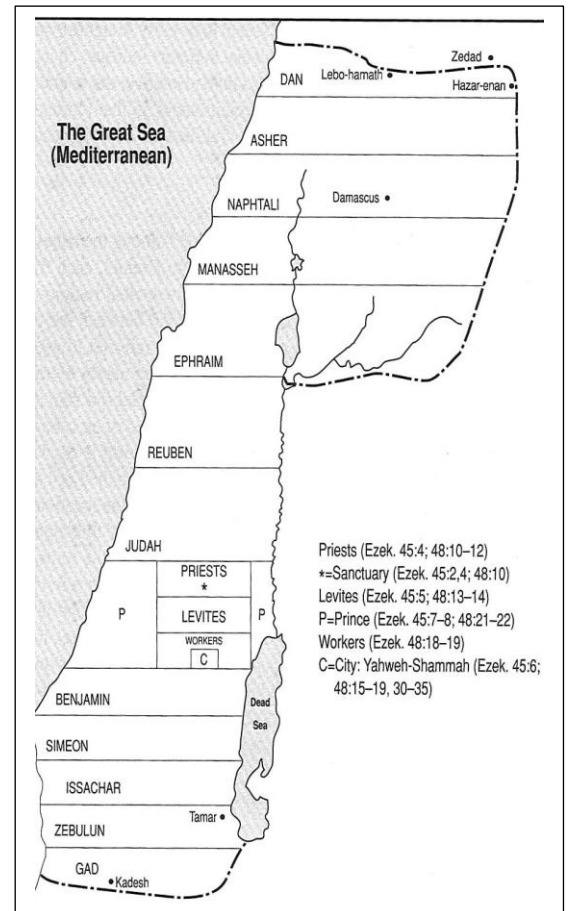 Zedad
DAN
Lebo-hamath
Hazar-enan
The Great Sea
(Mediterranean)
ASHER
NAPHTALI
Damascus
MANASSEH
EPHRAIM
REUBEN
JUDAH
PRIESTS
*
P
LEVITES
P
WORKERS
C
BENJAMIN
Dead
Sea
SIMEON
ISSACHAR
Tamar
ZEBULUN
GAD
Kadesh
Priests (Ezek. 45:4; 48:10–12)
*=Sanctuary (Ezek. 45:2,4; 48:10)
Levites (Ezek. 45:5; 48:13–14)
P=Prince (Ezek. 45:7–8; 48:21–22)
Workers (Ezek. 48:18–19)
C=City: Yahweh-Shammah (Ezek. 45:6;
48:15–19, 30–35)